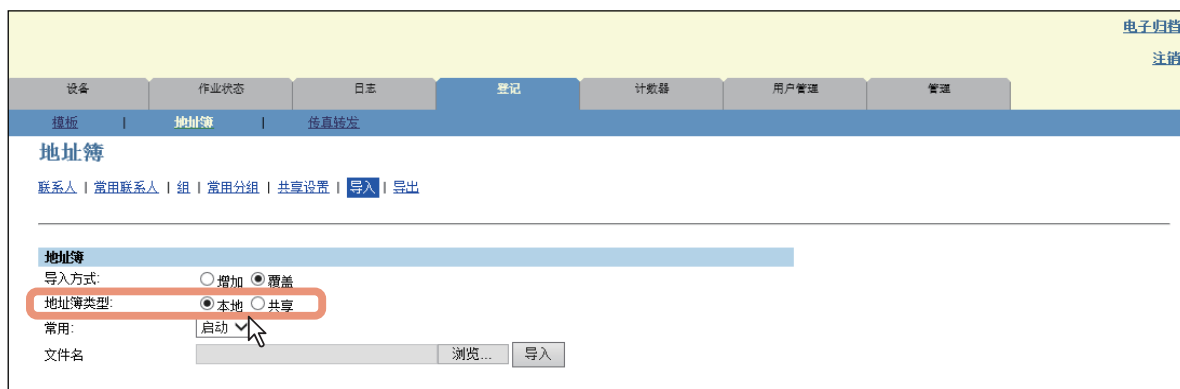 电子归档
注销
设备 作业状态 日志 登记 计数器 用户管理 管理
模板 | 地址簿 | 传真转发
地址簿
联系人 | 常用联系人 | 组 | 常用分组 | 共享设置 | 导入 | 导出
地址簿
导入方式: 增加 覆盖
地址簿类型: 本地 共享
常用: 启动
文件名 浏览... 导入